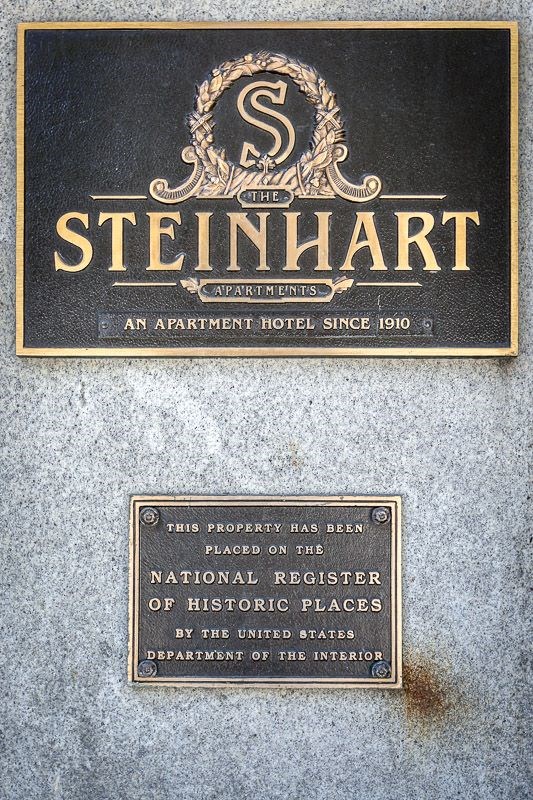 S
THE
STEINHART
APARTMENTS
AN APARTMENT HOTEL SINCE 1910
THIS PROPERTY HAS BEEN
PLACED ON THE
NATIONAL REGISTER
OF HISTORIC PLACES
BY THE UNITED STATES
DEPARTMENT OF THE INTERIOR